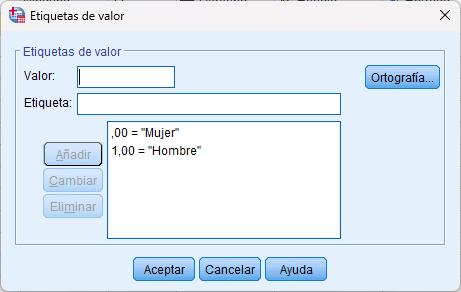 Etiquetas de valor
Etiquetas de valor
Valor:
Ortografía...
Etiqueta:
,00 = "Mujer"
1,00 = "Hombre"
Añadir
Cambiar
Eliminar
Aceptar Cancelar Ayuda